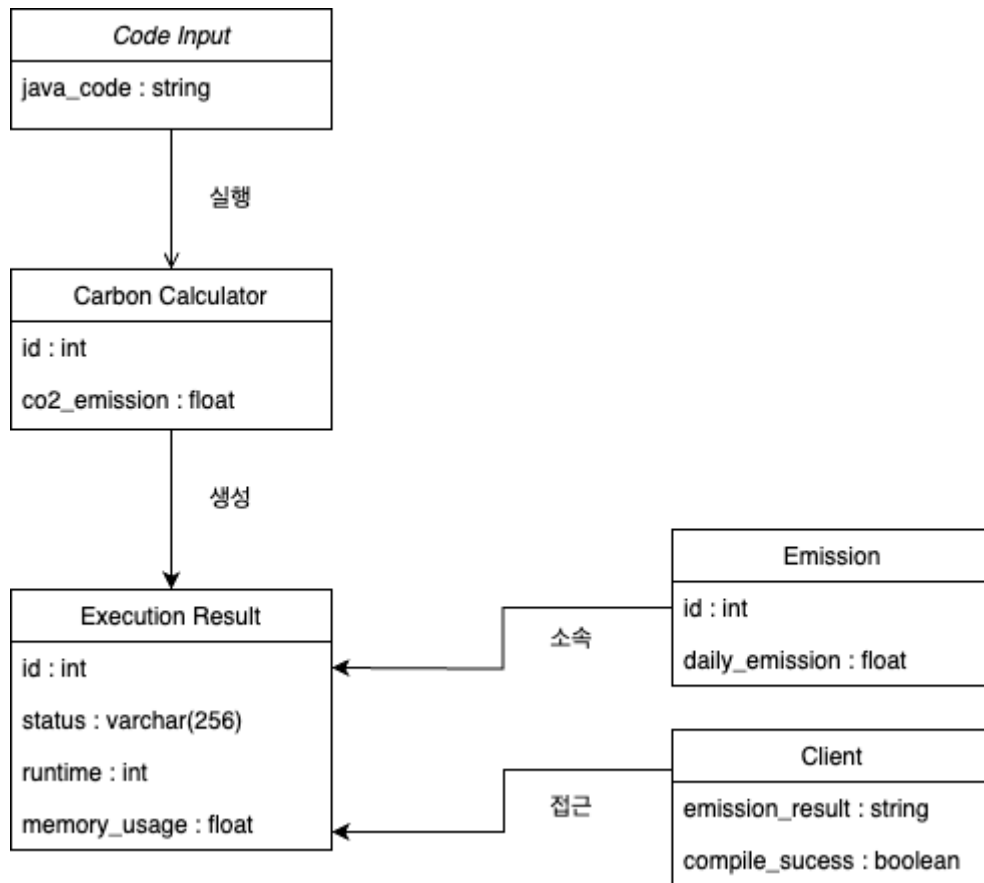 Code Input
java_code : string
실행
Carbon Calculator
id : int
co2_emission : float
생성
Execution Result
id : int
status : varchar(256)
runtime : int
memory_usage : float
소속
Emission
id : int
daily_emission : float
접근
Client
emission_result : string
compile_sucess : boolean